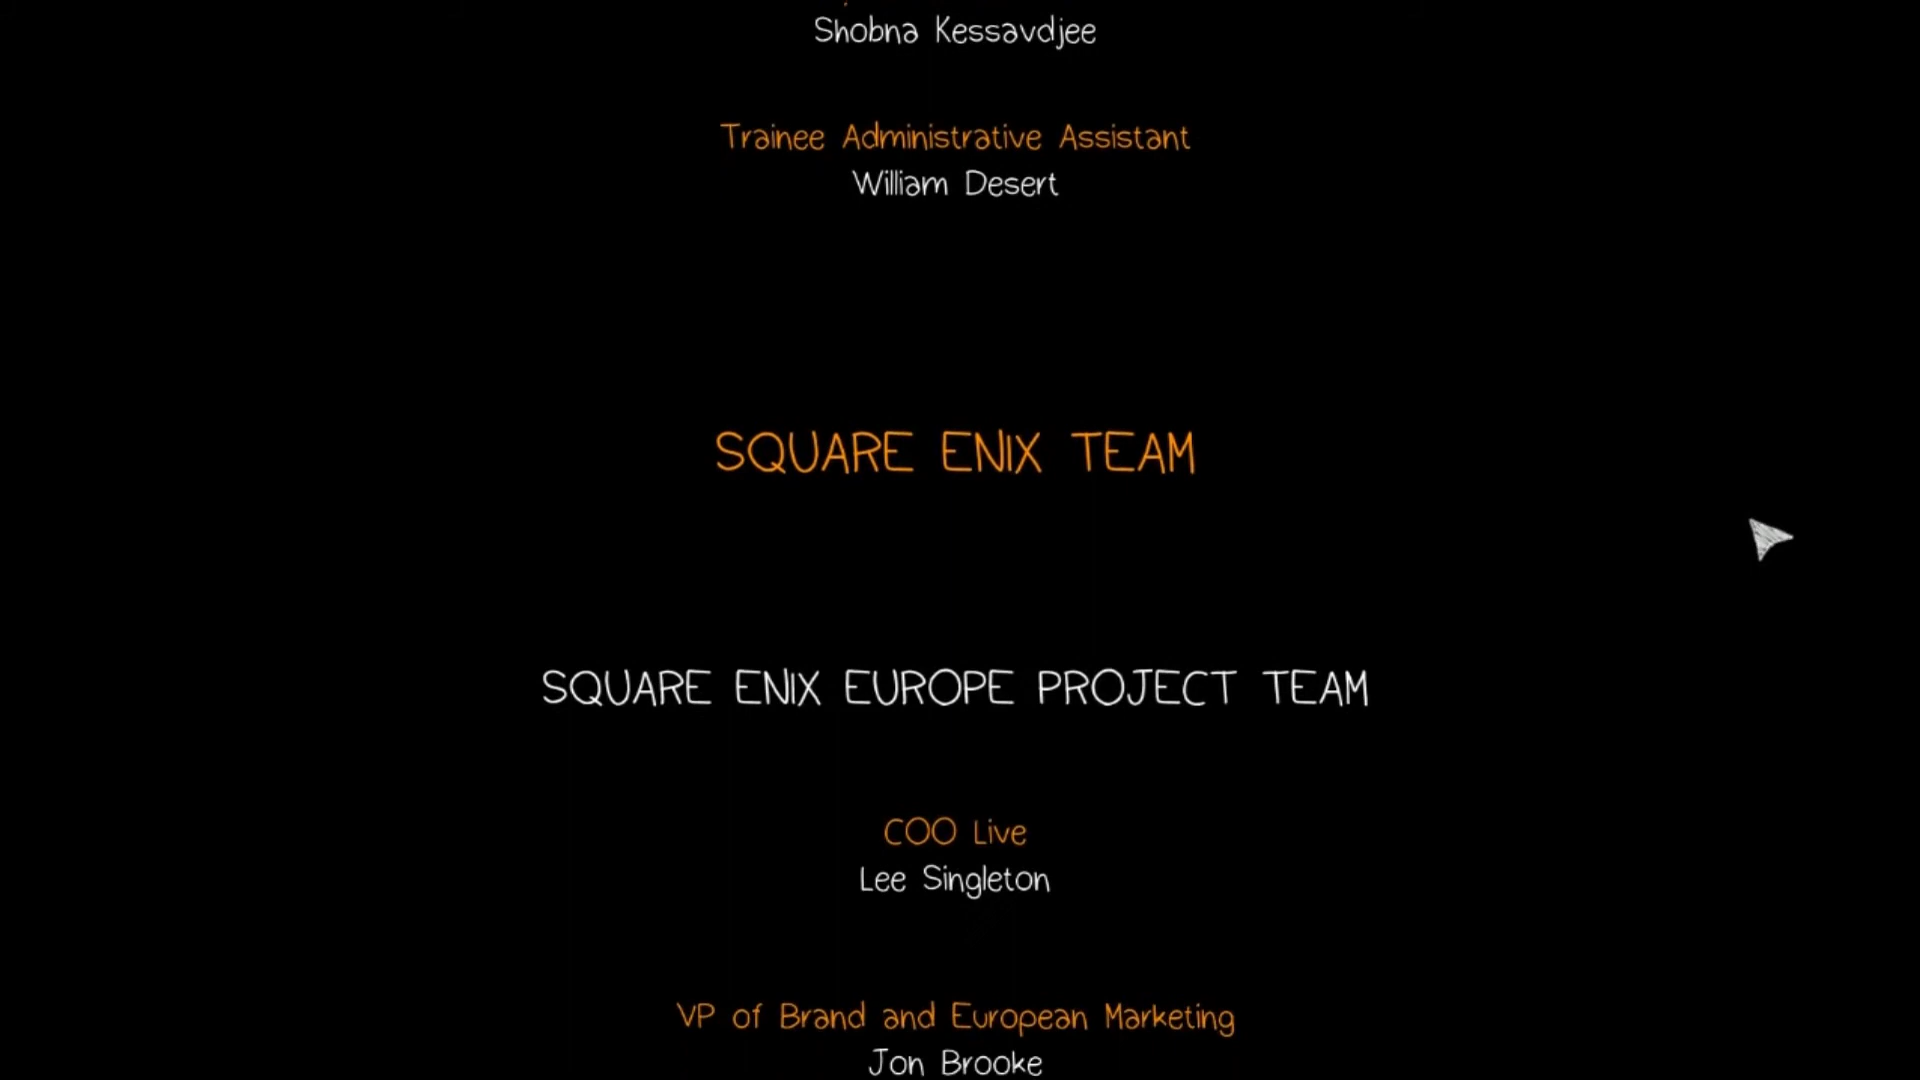 Shobna Kessavdjee
Trainee Administrative Assistant
William Desert
SQUARE ENIX TEAM
SQUARE ENIX EUROPE PROJECT TEAM
COO Live
Lee Singleton
VP of Brand and European Marketing
Jon Brooke